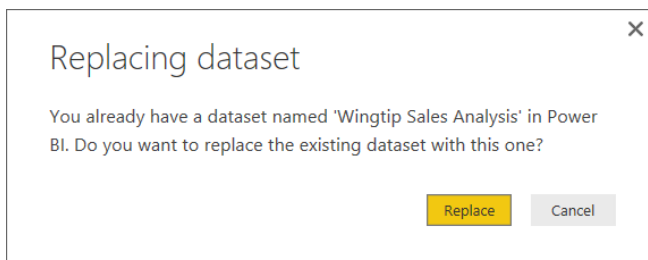 Replacing dataset
You already have a dataset named 'Wingtip Sales Analysis' in Power
BI. Do you want to replace the existing dataset with this one?
Replace Cancel